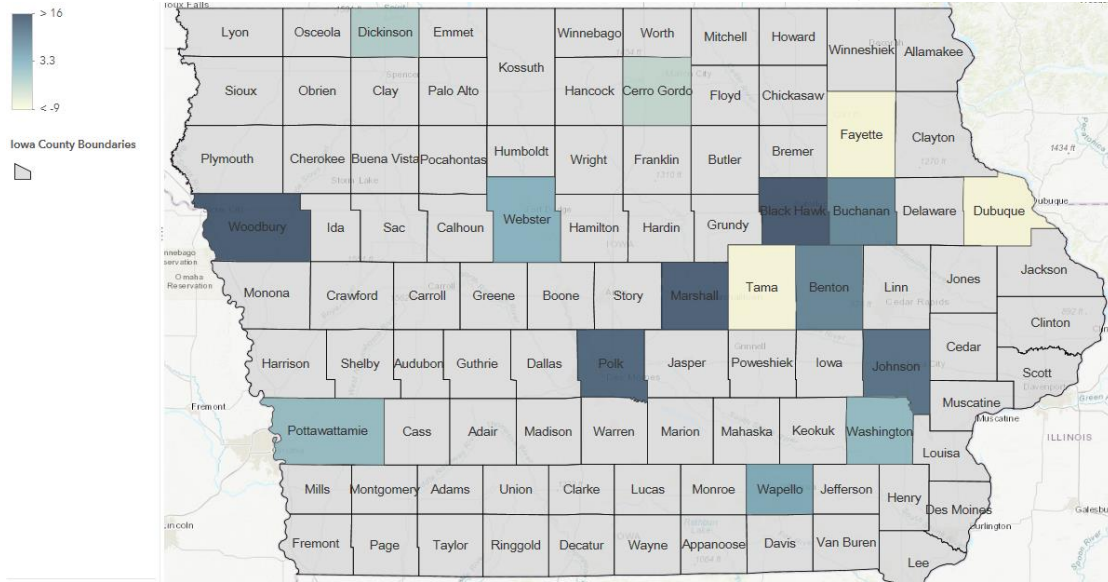 > 16
3.3
< -9
Iowa County Boundaries
Lyon Osceola Dickinson Emmet Winnebago Worth Mitchell Howard Winneshiek Allamakee
Kossuth
Sioux Obrien Clay Palo Alto Hancock Cerro Gordo Floyd Chickasaw
Fayette Clayton
Plymouth Cherokee Buena Vista Pocahontas Humboldt Wright Franklin Butler Bremer
1434 ft
Woodbury Ida Sac Calhoun Webster Hamilton Hardin Grundy Black Hawk Buchanan Delaware Dubuque
Dubuque
Omaha
Reservation
Monona Crawford Carroll Greene Boone Story Marshall Tama Benton Linn Jones Jackson
Clinton
Harrison Shelby Audubon Guthrie Dallas Polk Jasper Poweshiek Iowa Johnson Cedar Scott
Muscatine
Muscatine
Fremont
Pottawattamie Cass Adair Madison Warren Marion Mahaska Keokuk Washington
Louisa
ILLINOIS
Mills Montgomery Adams Union Clarke Lucas Monroe Wapello Jefferson Henry Des Moines
Fremont Page Taylor Ringgold Decatur Wayne Appanoose Davis Van Buren Lee